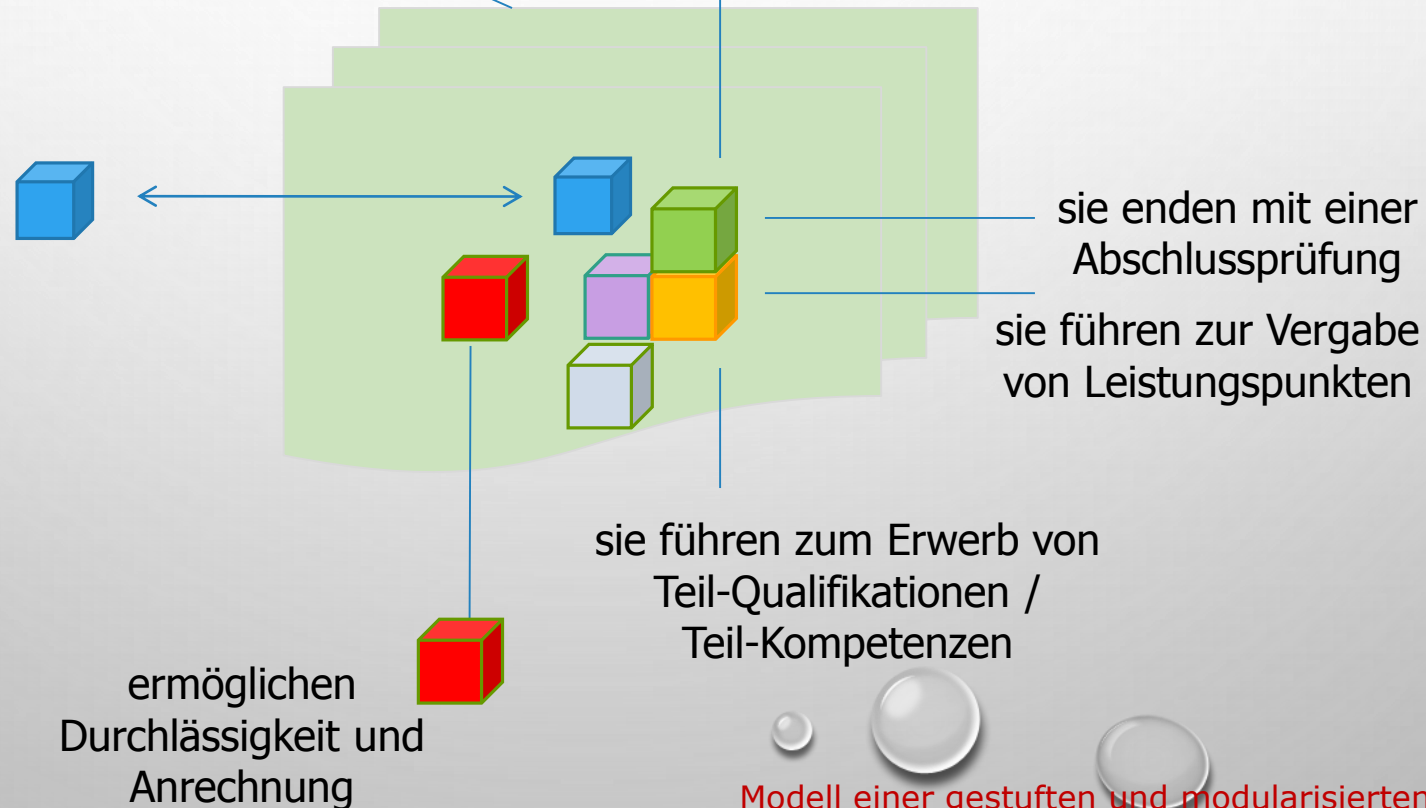 sie enden mit einer
Abschlussprüfung
sie führen zur Vergabe
von Leistungspunkten
sie führen zum Erwerb von
Teil-Qualifikationen /
Teil-Kompetenzen
ermöglichen
Durchlässigkeit und
Anrechnung
Modell einer gestuften und modularisierten